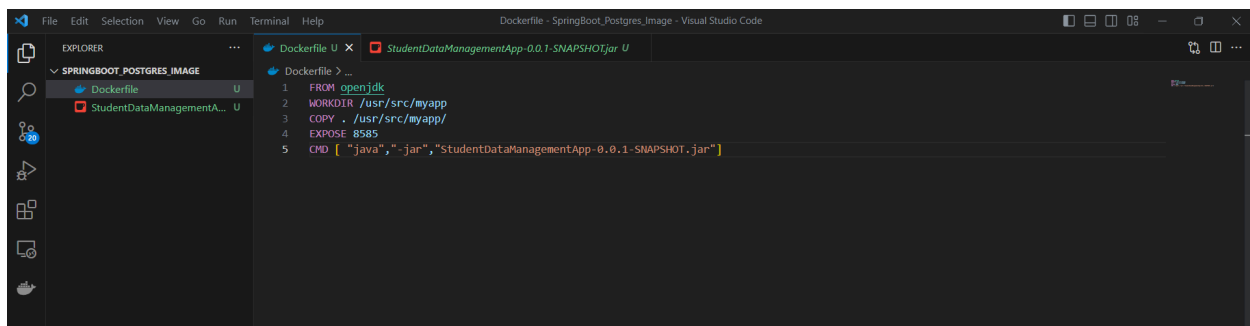 File Edit Selection View Go Run Terminal Help Dockerfile - SpringBoot_Postgres_Image - Visual Studio Code
EXPLORER ...
Dockerfile U StudentDataManagementApp-0.0.1-SNAPSHOT.jar U
SPRINGBOOT_POSTGRES_IMAGE
Dockerfile U
StudentDataManagementA... U
20
Dockerfile > ...
1 FROM openjdk
2 WORKDIR /usr/src/myapp
3 COPY . /usr/src/myapp/
4 EXPOSE 8585
5 CMD [ "java","-jar","StudentDataManagementApp-0.0.1-SNAPSHOT.jar"]